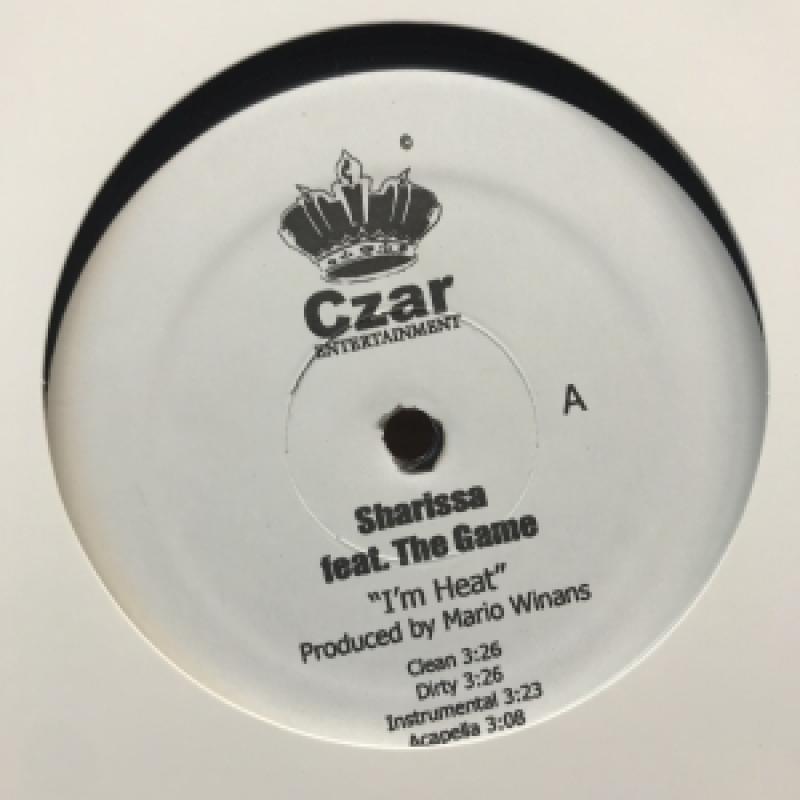 ©
Czar
ENTERTAINMENT
A
Sharissa
feat. The Game
"I'm Heat"
Produced by Mario Winans
Clean 3:26
Dirty 3:26
Instrumental 3:23
Acapella 3:08